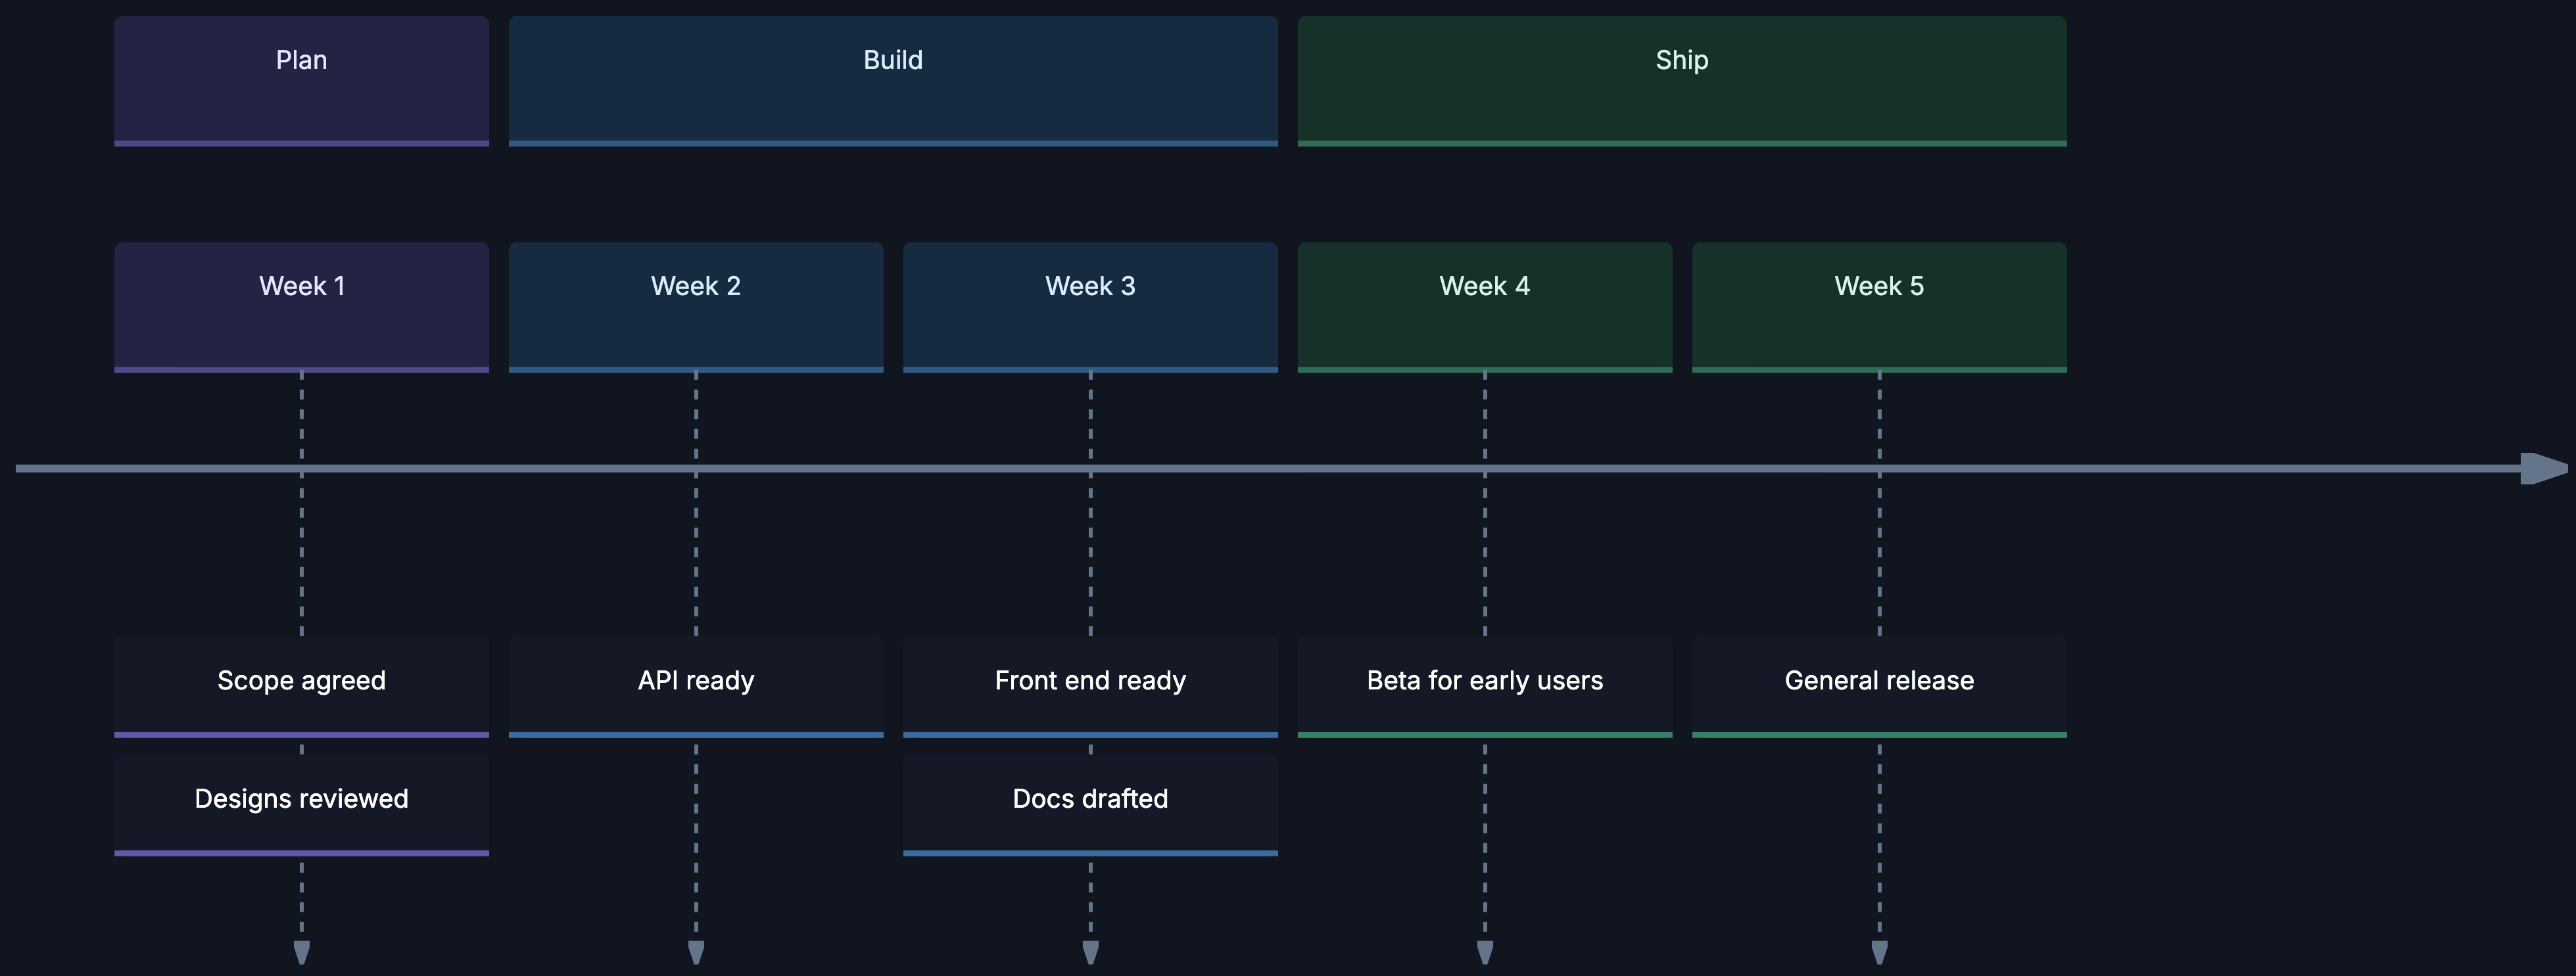 Plan
Build
Ship
Week 1
Week 2
Week 3
Week 4
Week 5
Scope agreed
API ready
Front end ready
Beta for early users
General release
Designs reviewed
Docs drafted